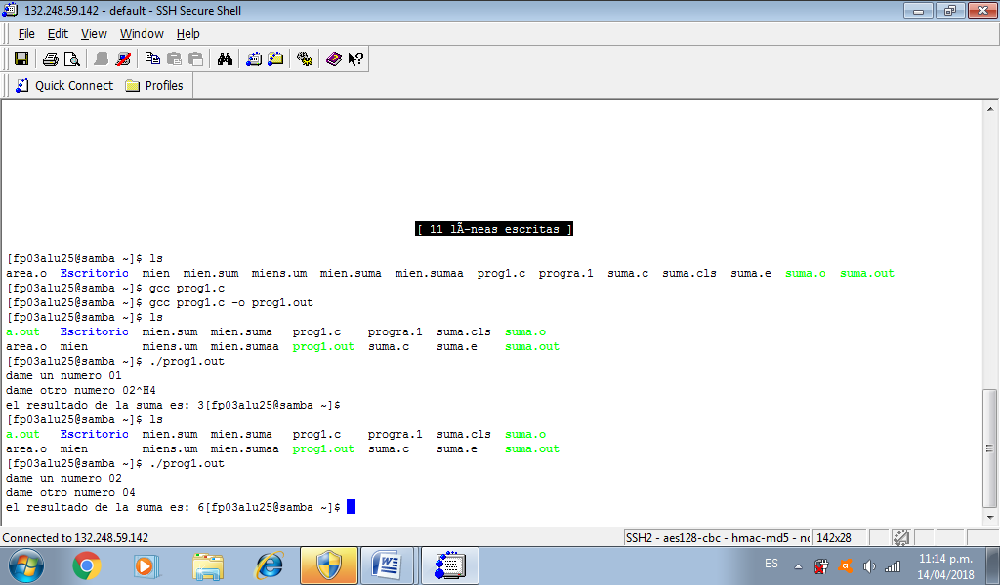 132.248.59.142 - default - SSH Secure Shell
File Edit View Window Help
Quick Connect Profiles
[ 11 lÃ­neas escritas ]
[fp03alu25@samba ~]$ ls
area.o Escritorio mien mien.sum miens.um mien.suma mien.sumaa prog1.c progra.1 suma.c suma.cls suma.e suma.o suma.out
[fp03alu25@samba ~]$ gcc prog1.c
[fp03alu25@samba ~]$ gcc prog1.c -o prog1.out
[fp03alu25@samba ~]$ ls
a.out Escritorio mien.sum mien.suma prog1.c progra.1 suma.cls suma.o
area.o mien miens.um mien.sumaa prog1.out suma.c suma.e suma.out
[fp03alu25@samba ~]$ ./prog1.out
dame un numero 01
dame otro numero 02^H4
el resultado de la suma es: 3[fp03alu25@samba ~]$
[fp03alu25@samba ~]$ ls
a.out Escritorio mien.sum mien.suma prog1.c progra.1 suma.cls suma.o
area.o mien miens.um mien.sumaa prog1.out suma.c suma.e suma.out
[fp03alu25@samba ~]$ ./prog1.out
dame un numero 02
dame otro numero 04
el resultado de la suma es: 6[fp03alu25@samba ~]$
Connected to 132.248.59.142 SSH2 - aes128-cbc - hmac-md5 - nc 142x28
ES 11:14 p.m.
14/04/2018